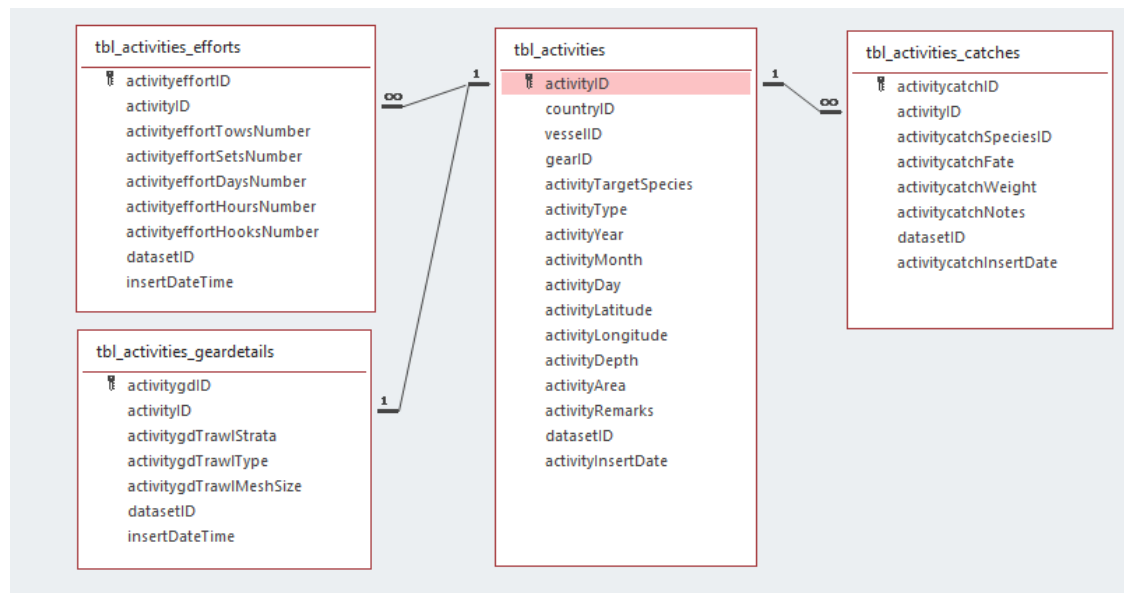 tbl_activities_efforts
activityeffortID
activityID
activityeffortTowsNumber
activityeffortSetsNumber
activityeffortDaysNumber
activityeffortHoursNumber
activityeffortHooksNumber
datasetID
insertDateTime
∞
1
tbl_activities_geardetails
activitygdID
activityID
activitygdTrawlStrata
activitygdTrawlType
activitygdTrawlMeshSize
datasetID
insertDateTime
1
tbl_activities
activityID
countryID
vesselID
gearID
activityTargetSpecies
activityType
activityYear
activityMonth
activityDay
activityLatitude
activityLongitude
activityDepth
activityArea
activityRemarks
datasetID
activityInsertDate
1
∞
tbl_activities_catches
activitycatchID
activityID
activitycatchSpeciesID
activitycatchFate
activitycatchWeight
activitycatchNotes
datasetID
activitycatchInsertDate